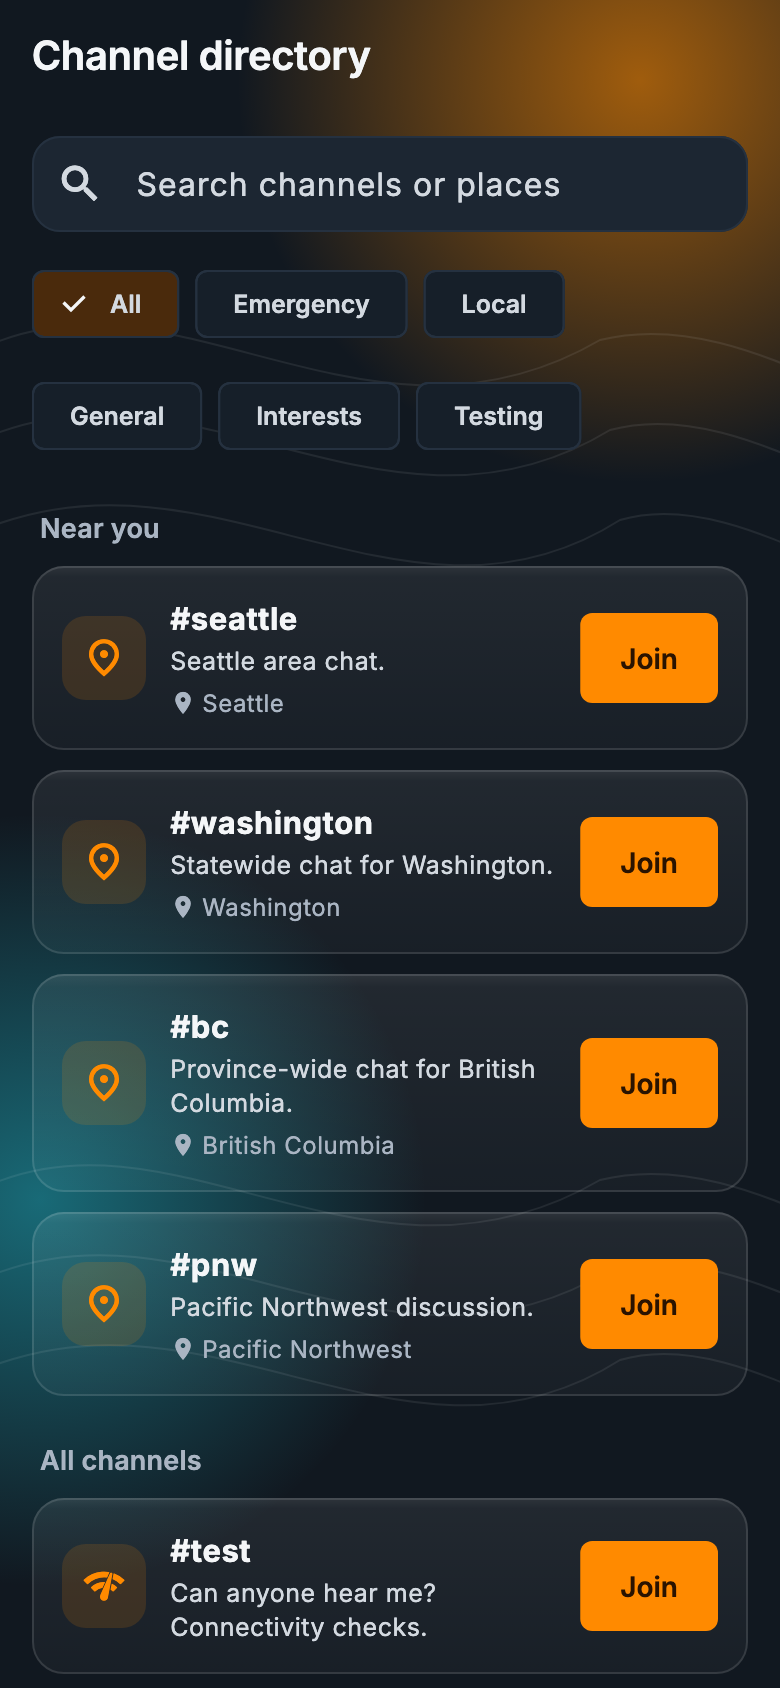 Channel directory
Search channels or places
All
Emergency
Local
General
Interests
Testing
Near you
#seattle
Seattle area chat.
Seattle
Join
#washington
Statewide chat for Washington.
Washington
Join
#bc
Province-wide chat for British
Columbia.
British Columbia
Join
#pnw
Pacific Northwest discussion.
Pacific Northwest
Join
All channels
#test
Can anyone hear me?
Connectivity checks.
Join